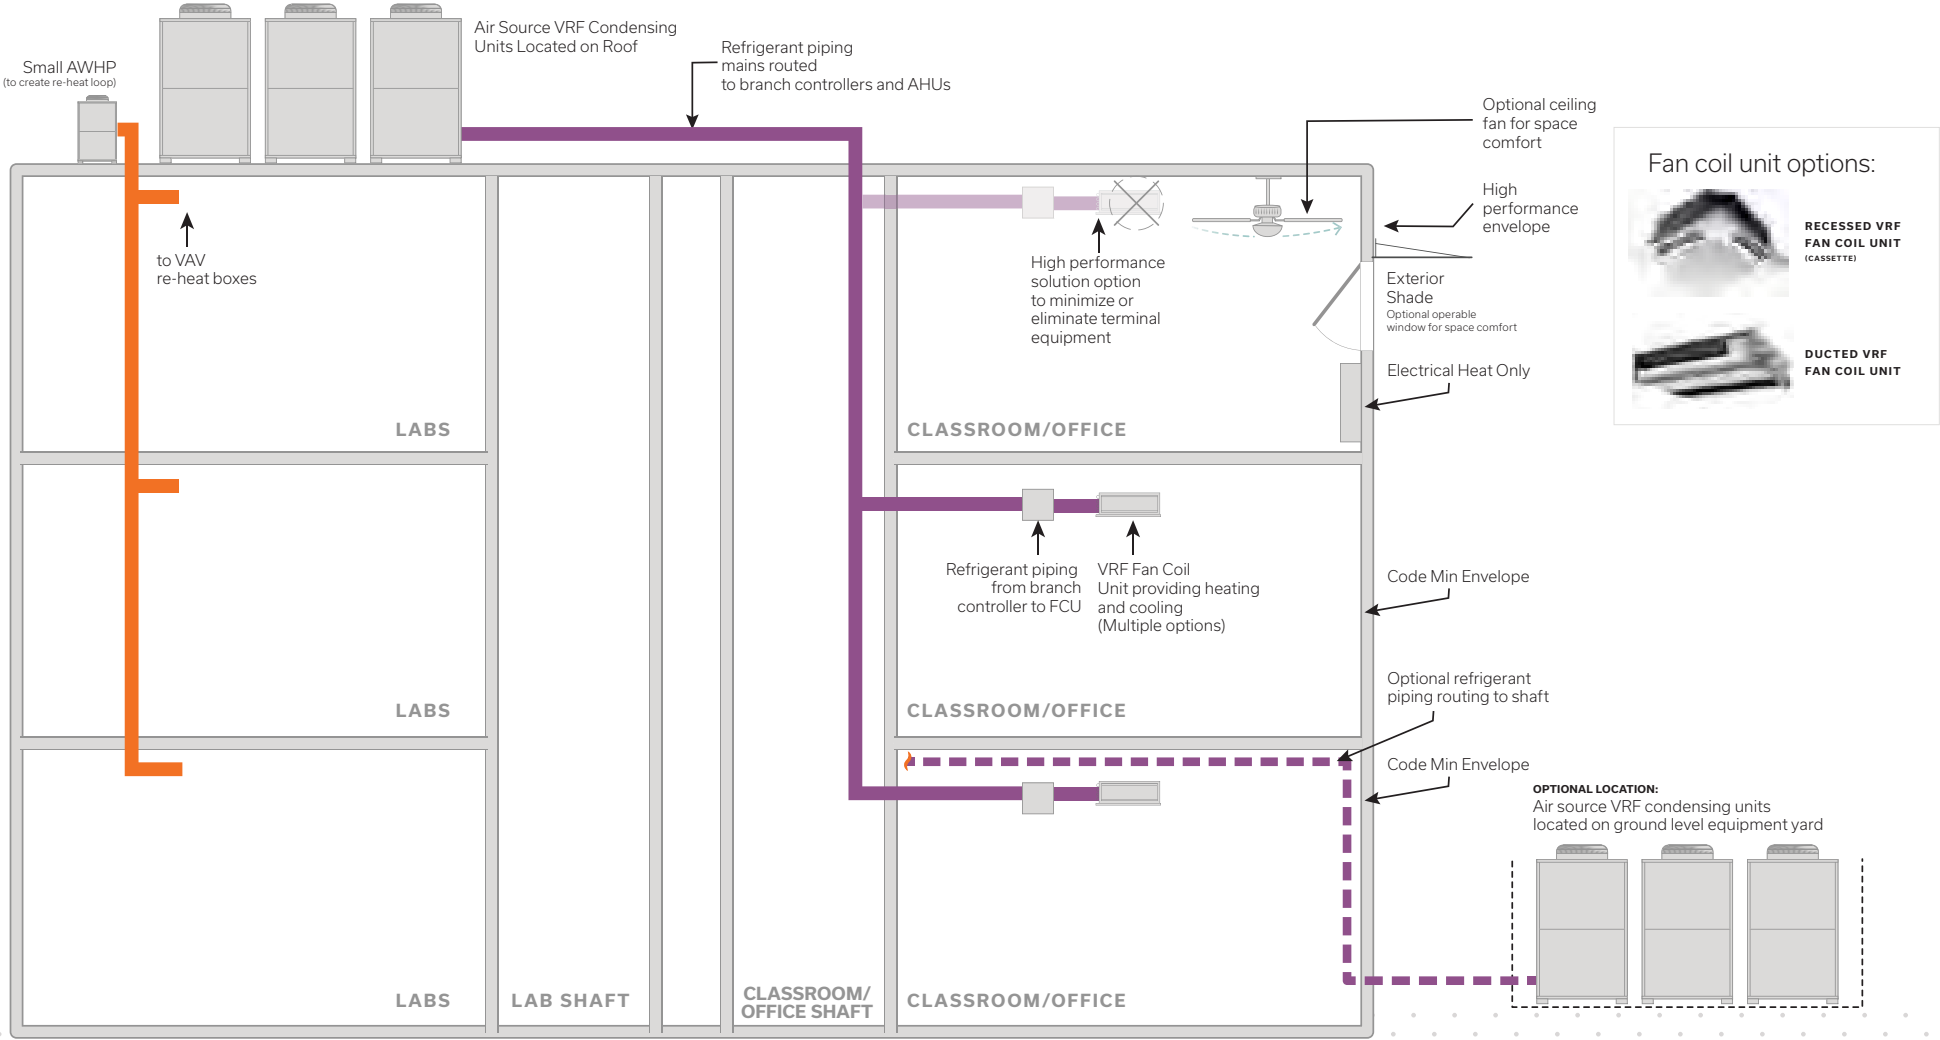 Air Source VRF Condensing
Units Located on Roof
Refrigerant piping
mains routed
to branch controllers and AHUs
Small AWHP
(to create re-heat loop)
Optional ceiling
fan for space
comfort
High
performance
envelope
Fan coil unit options:
RECESSED VRF
FAN COIL UNIT
(CASSETTE)
DUCTED VRF
FAN COIL UNIT
to VAV
re-heat boxes
High performance
solution option
to minimize or
eliminate terminal
equipment
Exterior
Shade
Optional operable
window for space comfort
Electrical Heat Only
LABS
CLASSROOM/OFFICE
Refrigerant piping
from branch
controller to FCU
VRF Fan Coil
Unit providing heating
and cooling
(Multiple options)
Code Min Envelope
Optional refrigerant
piping routing to shaft
LABS
CLASSROOM/OFFICE
Code Min Envelope
OPTIONAL LOCATION:
Air source VRF condensing units
located on ground level equipment yard
LABS
LAB SHAFT
CLASSROOM/
OFFICE SHAFT
CLASSROOM/OFFICE